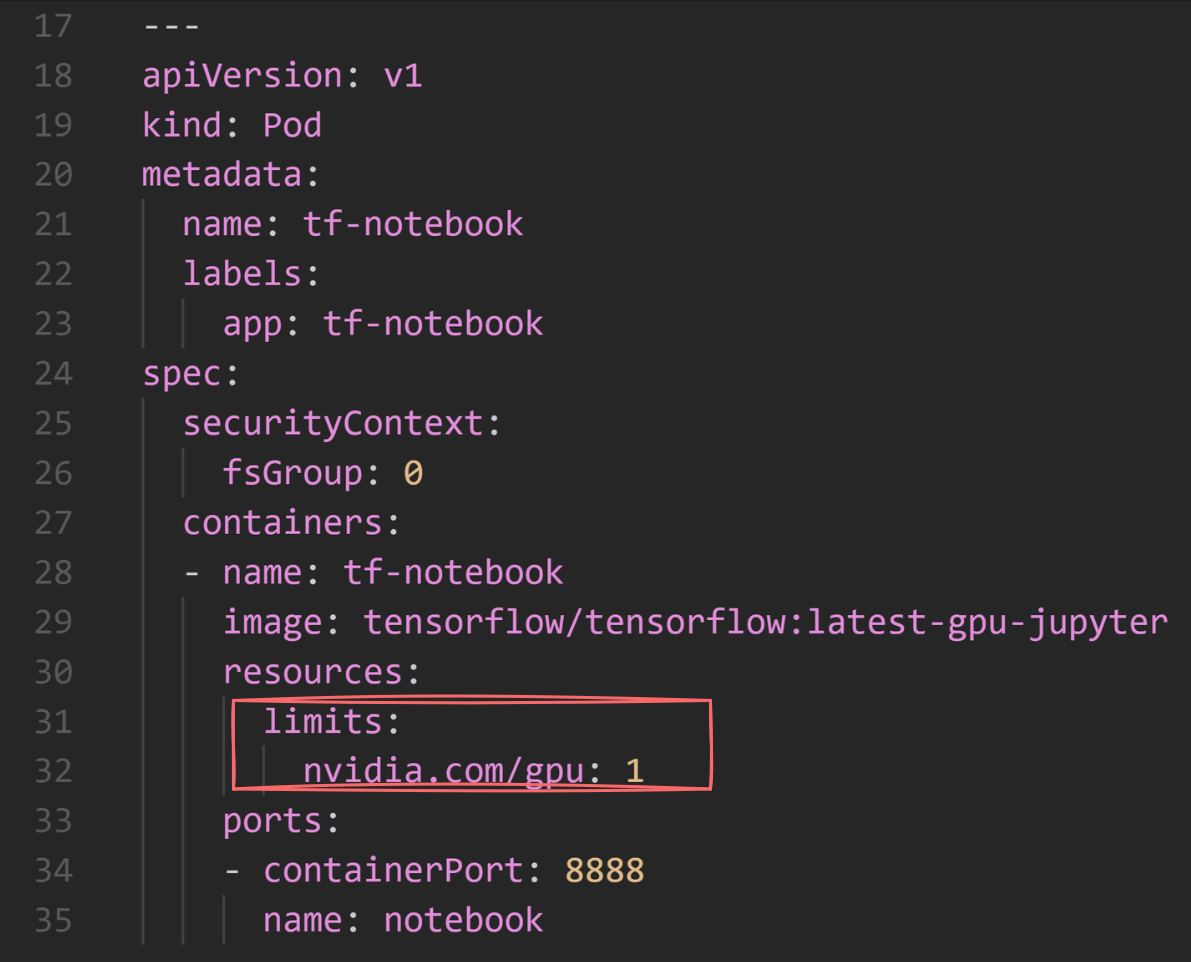 17 ---
18 apiVersion: v1
19 kind: Pod
20 metadata:
21   name: tf-notebook
22   labels:
23     app: tf-notebook
24 spec:
25   securityContext:
26     fsGroup: 0
27   containers:
28   - name: tf-notebook
29     image: tensorflow/tensorflow:latest-gpu-jupyter
30     resources:
31       limits:
32         nvidia.com/gpu: 1
33     ports:
34     - containerPort: 8888
35       name: notebook